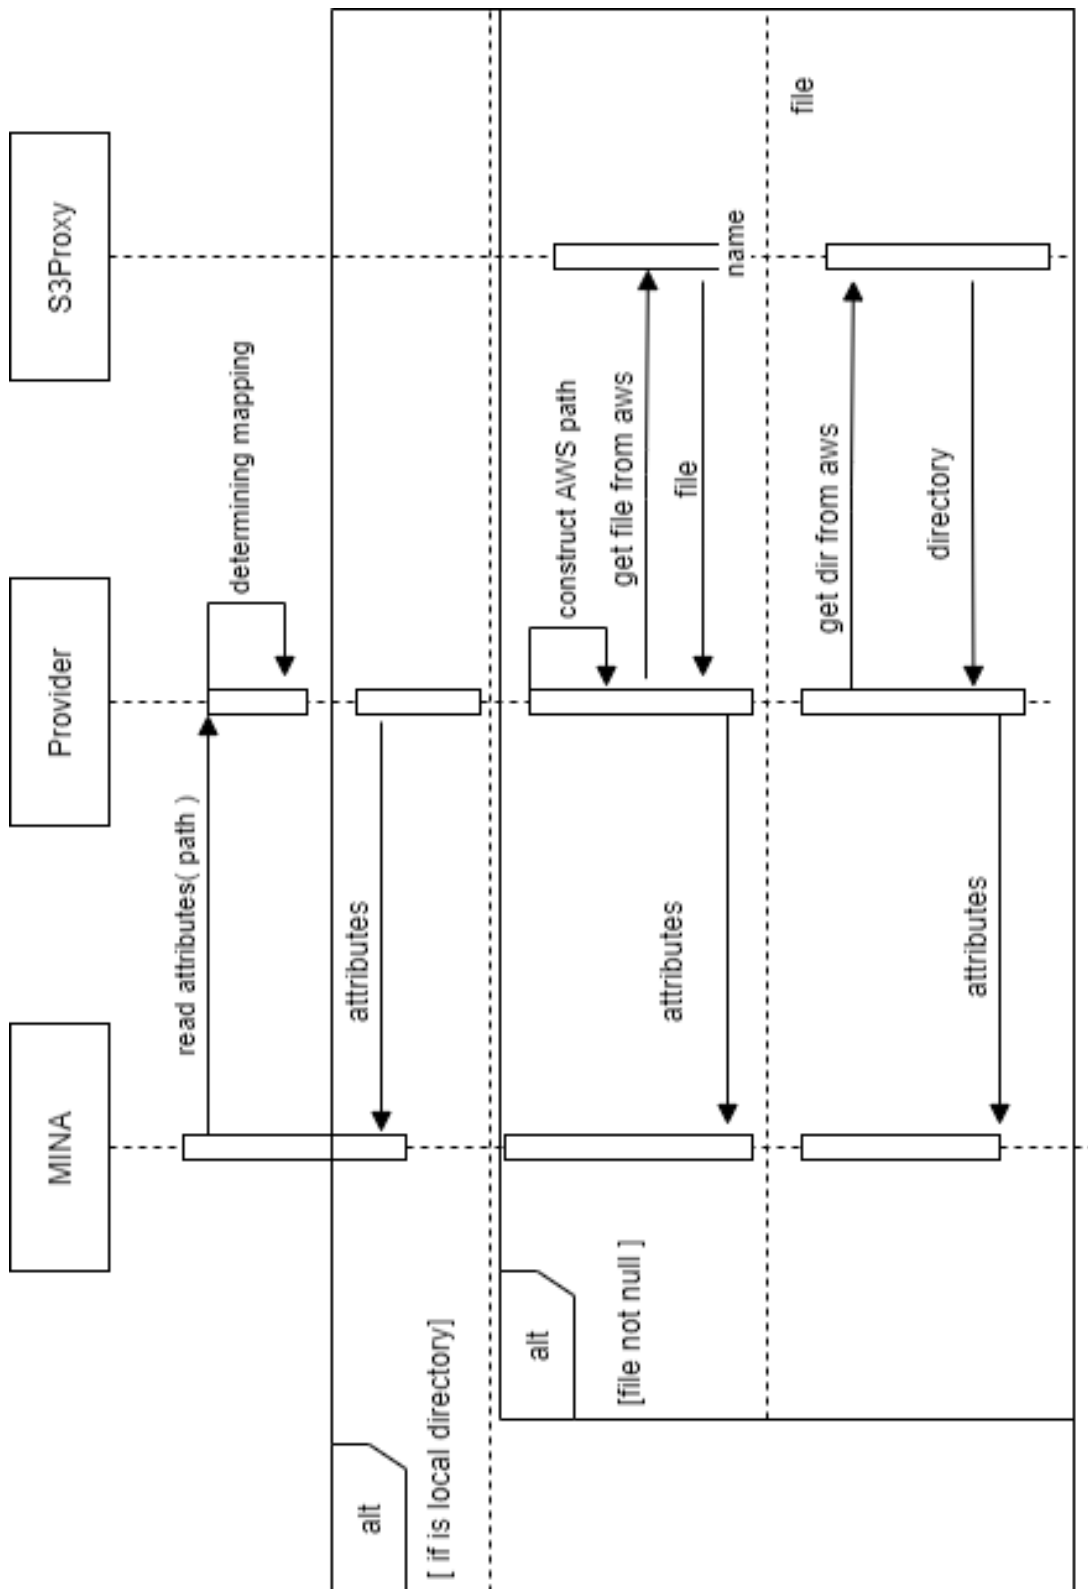 MINA
Provider
S3Proxy
read attributes( path )
determining mapping
alt
attributes
[ if is local directory]
alt
construct AWS path
[file not null ]
get file from aws
file
attributes
name
file
get dir from aws
directory
attributes